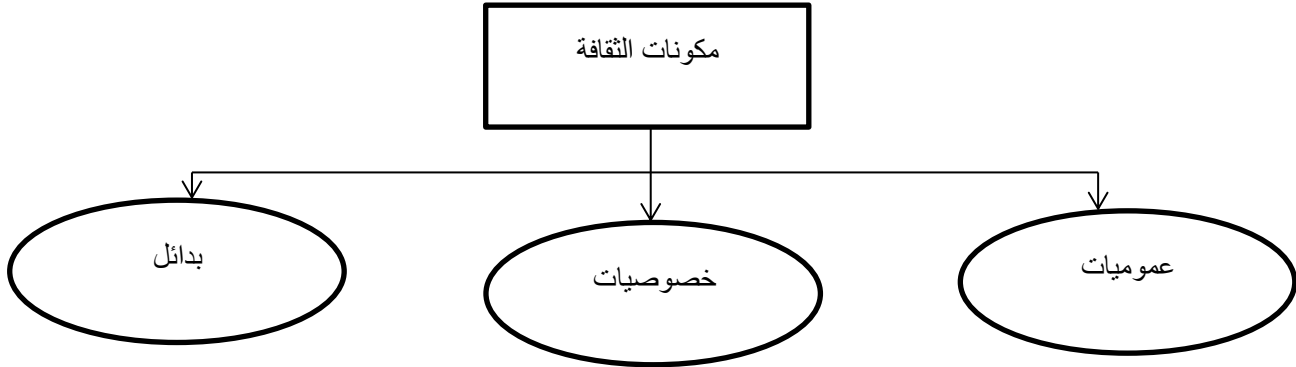 مكونات الثقافة
عموميات
خصوصيات
بدائل